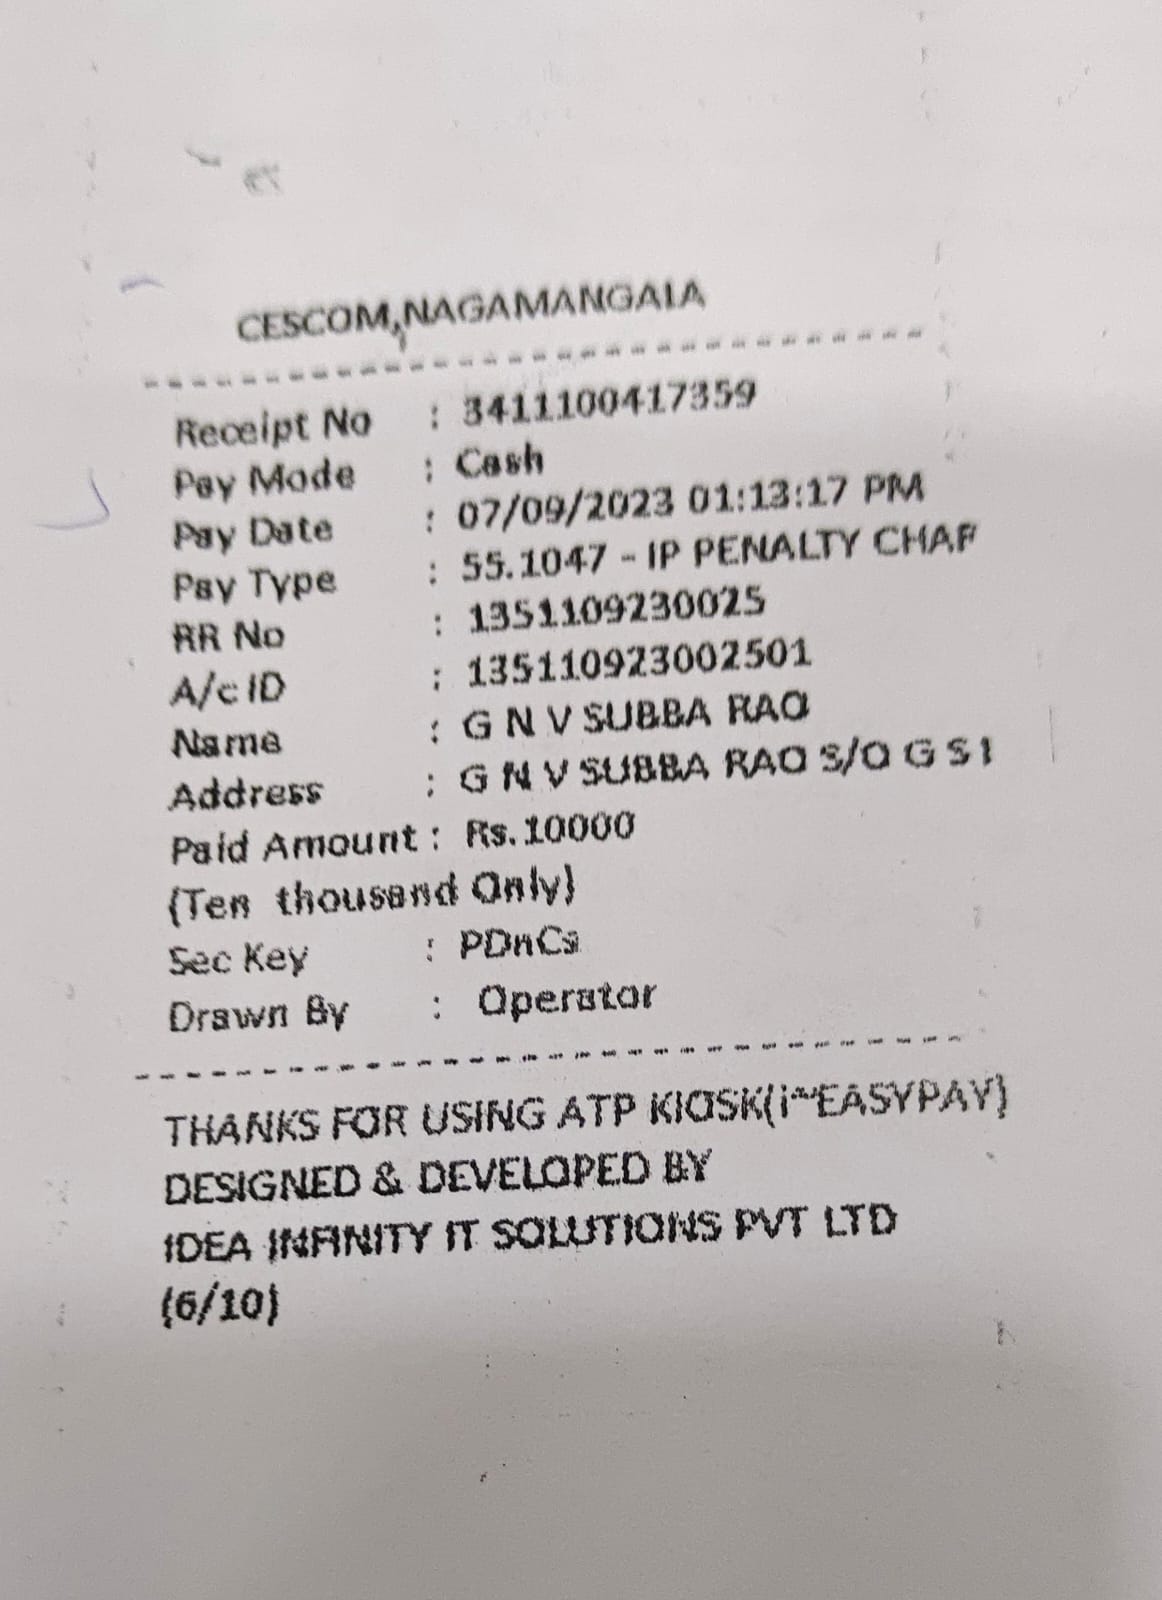 CESCOM,NAGAMANGALA
--------------------------------
Receipt No : 3411100417359
Pay Mode : Cash
Pay Date : 07/09/2023 01:13:17 PM
Pay Type : 55.1047 - IP PENALTY CHAR
RR No : 1351109230025
A/c ID : 135110923002501
Name : G N V SUBBA RAO
Address : G N V SUBBA RAO S/O G S I
Paid Amount : Rs.10000
(Ten thousand Only)
Sec Key : PDnCs
Drawn By : Operator
--------------------------------
THANKS FOR USING ATP KIOSK(i~EASYPAY)
DESIGNED & DEVELOPED BY
IDEA INFINITY IT SOLUTIONS PVT LTD
(6/10)